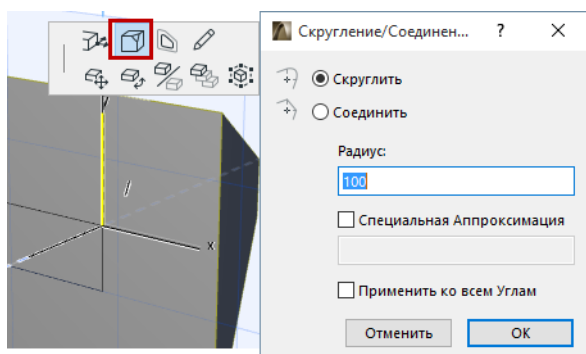 Скругление/Соединен... ?
Скруглить
Соединить
Радиус:
100
Специальная Аппроксимация
Применить ко всем Углам
Отменить OK
x